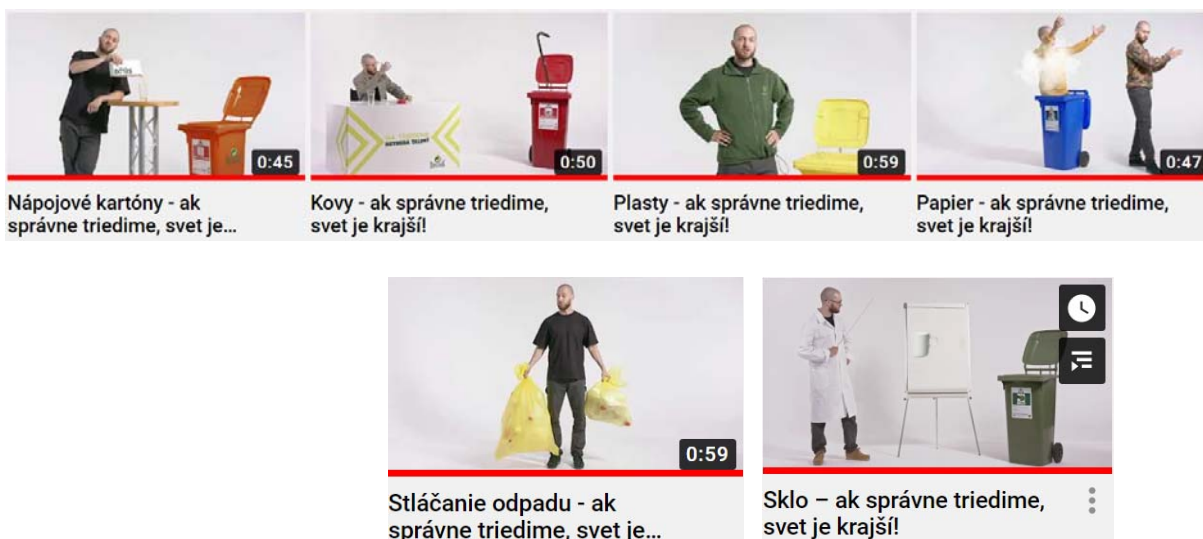 0:45
0:50
0:59
0:47
Nápojové kartóny - ak
správne triedime, svet je...
Kovy - ak správne triedime,
svet je krajší!
Plasty - ak správne triedime,
svet je krajší!
Papier - ak správne triedime,
svet je krajší!
0:59
Stláčanie odpadu - ak
správne triedime, svet je...
Sklo – ak správne triedime,
svet je krajší!